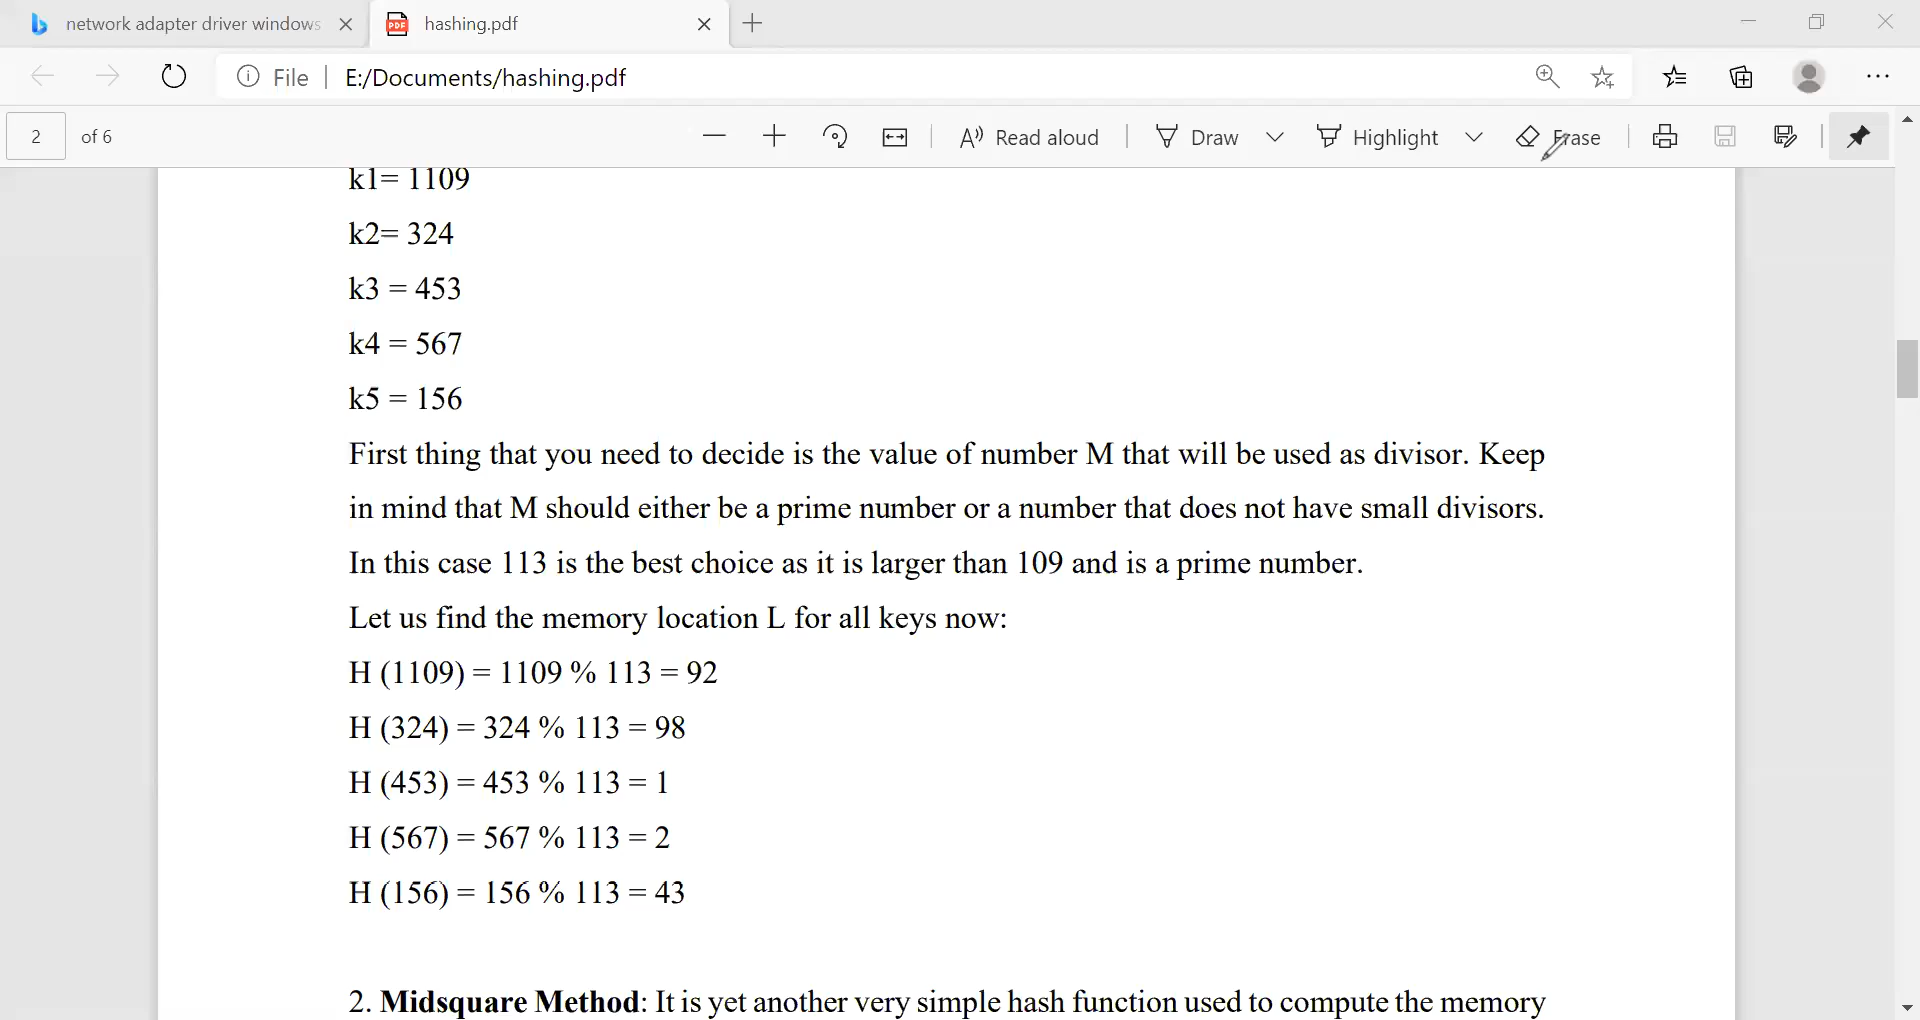 network adapter driver windows
hashing.pdf
File
E:/Documents/hashing.pdf
2 of 6
Read aloud
Draw
Highlight
Erase
k1= 1109
k2= 324
k3 = 453
k4 = 567
k5 = 156
First thing that you need to decide is the value of number M that will be used as divisor. Keep
in mind that M should either be a prime number or a number that does not have small divisors.
In this case 113 is the best choice as it is larger than 109 and is a prime number.
Let us find the memory location L for all keys now:
H (1109) = 1109 % 113 = 92
H (324) = 324 % 113 = 98
H (453) = 453 % 113 = 1
H (567) = 567 % 113 = 2
H (156) = 156 % 113 = 43
2. Midsquare Method: It is yet another very simple hash function used to compute the memory